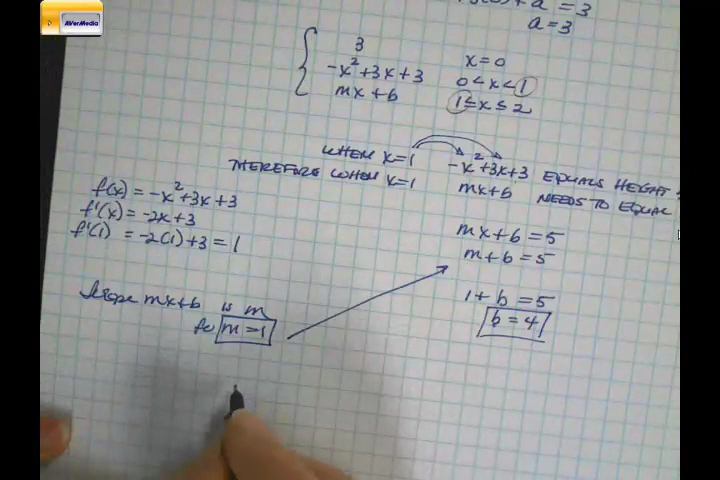 AVerMedia
+ a = 3
a = 3
3 x = 0
-x² + 3x + 3 0 < x < 1
mx + b 1 ≤ x ≤ 2
WHEN x = 1 -x² + 3x + 3 EQUALS HEIGHT
THEREFORE WHEN x = 1 mx + b NEEDS TO EQUAL
f(x) = -x² + 3x + 3
f'(x) = -2x + 3
f'(1) = -2(1) + 3 = 1
mx + b = 5
m + b = 5
1 + b = 5
b = 4
Slope mx + b is m
so m = 1